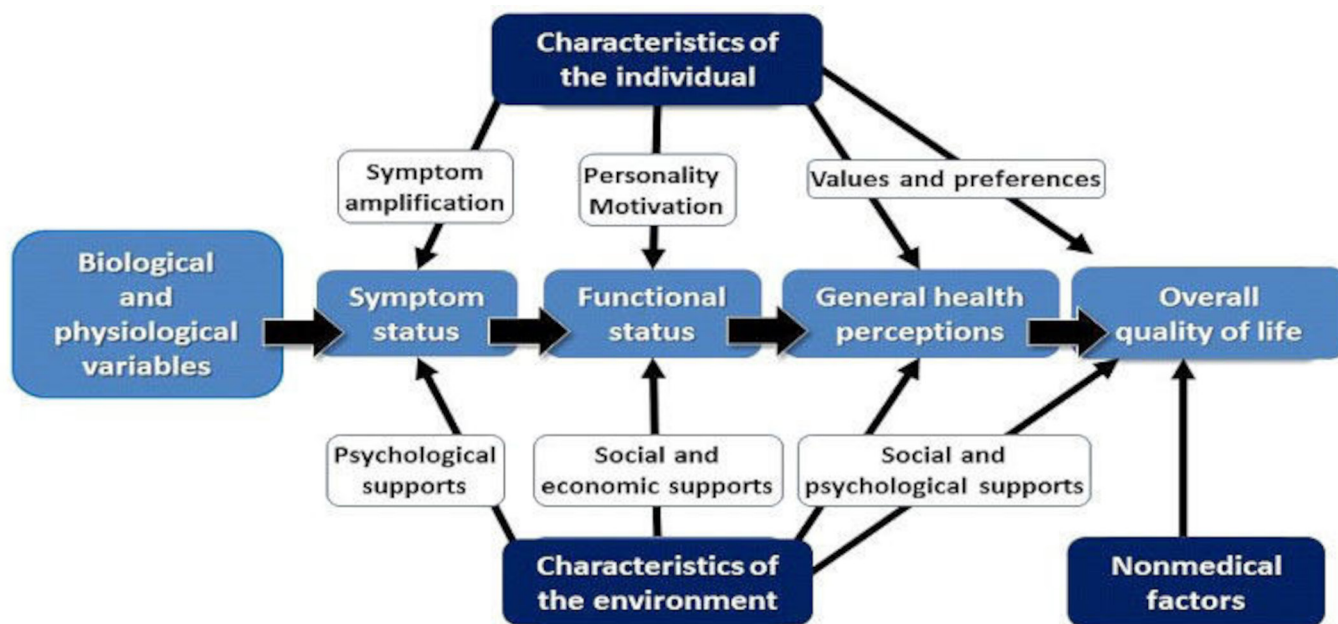 Characteristics of
the individual
Symptom
amplification
Personality
Motivation
Values and preferences
Biological
and
physiological
variables
Symptom
status
Functional
status
General health
perceptions
Overall
quality of life
Psychological
supports
Social and
economic supports
Social and
psychological supports
Characteristics of
the environment
Nonmedical
factors